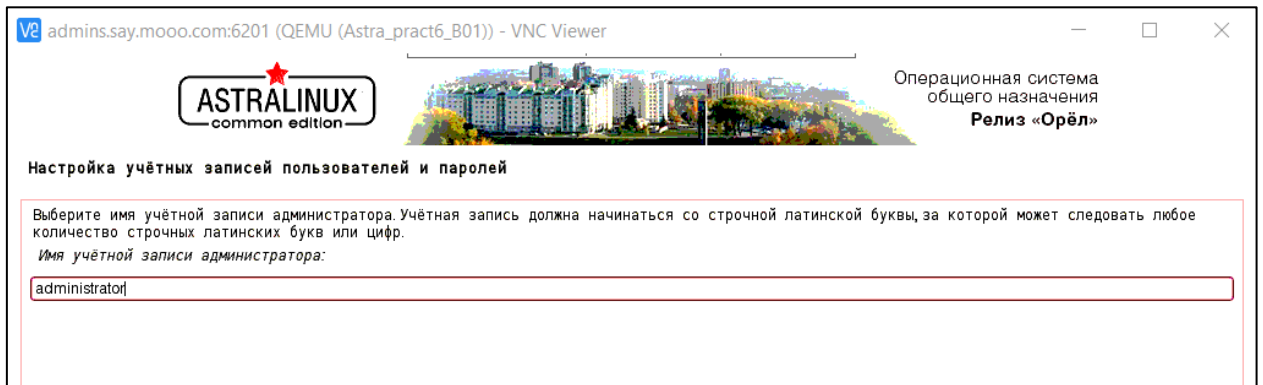 V2 admins.say.mooo.com:6201 (QEMU (Astra_pract6_B01)) - VNC Viewer
ASTRALINUX
common edition
Операционная система
общего назначения
Релиз «Орёл»
Настройка учётных записей пользователей и паролей
Выберите имя учётной записи администратора. Учётная запись должна начинаться со строчной латинской буквы, за которой может следовать любое
количество строчных латинских букв или цифр.
Имя учётной записи администратора:
administrator